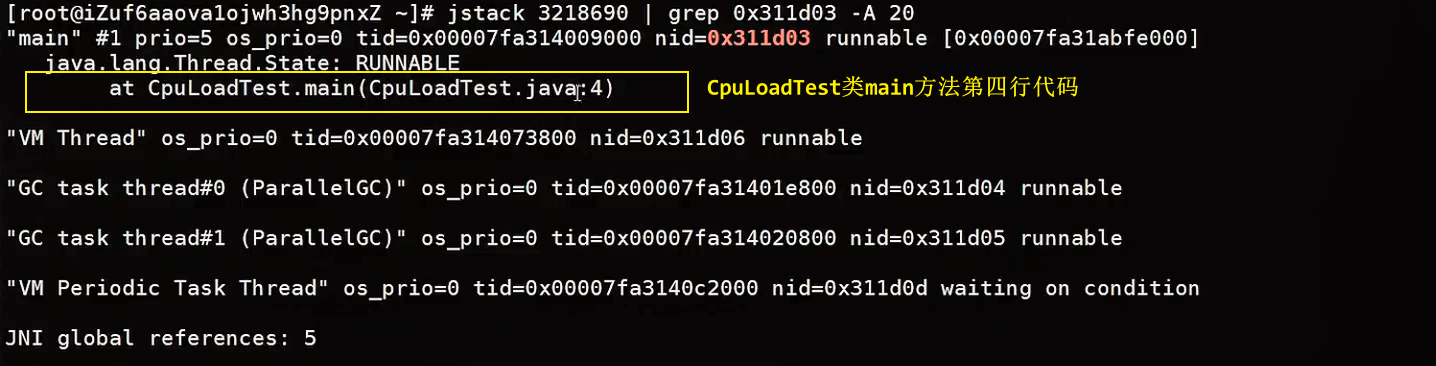 [root@iZuf6aaova1ojwh3hg9pnxZ ~]# jstack 3218690 | grep 0x311d03 -A 20
"main" #1 prio=5 os_prio=0 tid=0x00007fa314009000 nid=0x311d03 runnable [0x00007fa31abfe000]
java.lang.Thread.State: RUNNABLE
at CpuLoadTest.main(CpuLoadTest.java:4)
CpuLoadTest类main方法第四行代码
"VM Thread" os_prio=0 tid=0x00007fa314073800 nid=0x311d06 runnable
"GC task thread#0 (ParallelGC)" os_prio=0 tid=0x00007fa31401e800 nid=0x311d04 runnable
"GC task thread#1 (ParallelGC)" os_prio=0 tid=0x00007fa314020800 nid=0x311d05 runnable
"VM Periodic Task Thread" os_prio=0 tid=0x00007fa3140c2000 nid=0x311d0d waiting on condition
JNI global references: 5